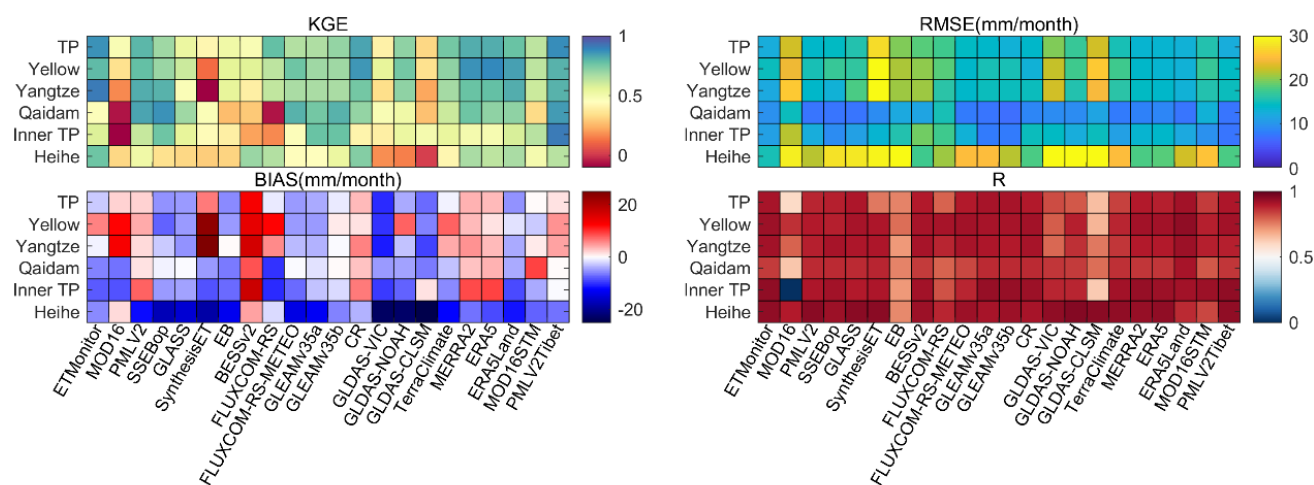 KGE
TP
Yellow
Yangtze
Qaidam
Inner TP
Heihe
1
0.5
0
BIAS(mm/month)
TP
Yellow
Yangtze
Qaidam
Inner TP
Heihe
20
0
-20
ETMonitor
MOD16
PMLV2
SSEBop
GLASS
SynthesisET
EB
BESSv2
FLUXCOM-RS
FLUXCOM-RS-METEO
GLEAMv35a
GLEAMv35b
CR
GLDAS-VIC
GLDAS-NOAH
GLDAS-CLSM
TerraClimate
MERRA2
ERA5
ERA5Land
MOD16STM
PMLV2Tibet
RMSE(mm/month)
TP
Yellow
Yangtze
Qaidam
Inner TP
Heihe
30
20
10
0
R
TP
Yellow
Yangtze
Qaidam
Inner TP
Heihe
1
0.5
0
ETMonitor
MOD16
PMLV2
SSEBop
GLASS
SynthesisET
EB
BESSv2
FLUXCOM-RS
FLUXCOM-RS-METEO
GLEAMv35a
GLEAMv35b
CR
GLDAS-VIC
GLDAS-NOAH
GLDAS-CLSM
TerraClimate
MERRA2
ERA5
ERA5Land
MOD16STM
PMLV2Tibet